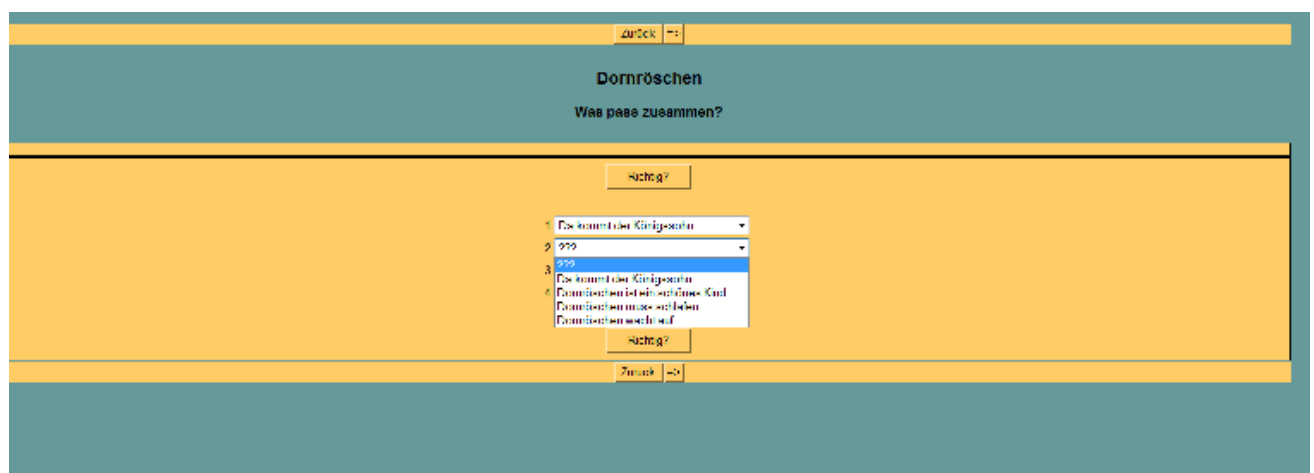 Zurück =>
Dornröschen
Was pass zusammen?
Richtig?
1 Da kommt der Königssohn
2 ???
3 ???
Da kommt der Königssohn
4 Dornröschen ist ein schönes Kind
Dornröschen muss schlafen
Dornröschen wacht auf
Richtig?
Zurück =>